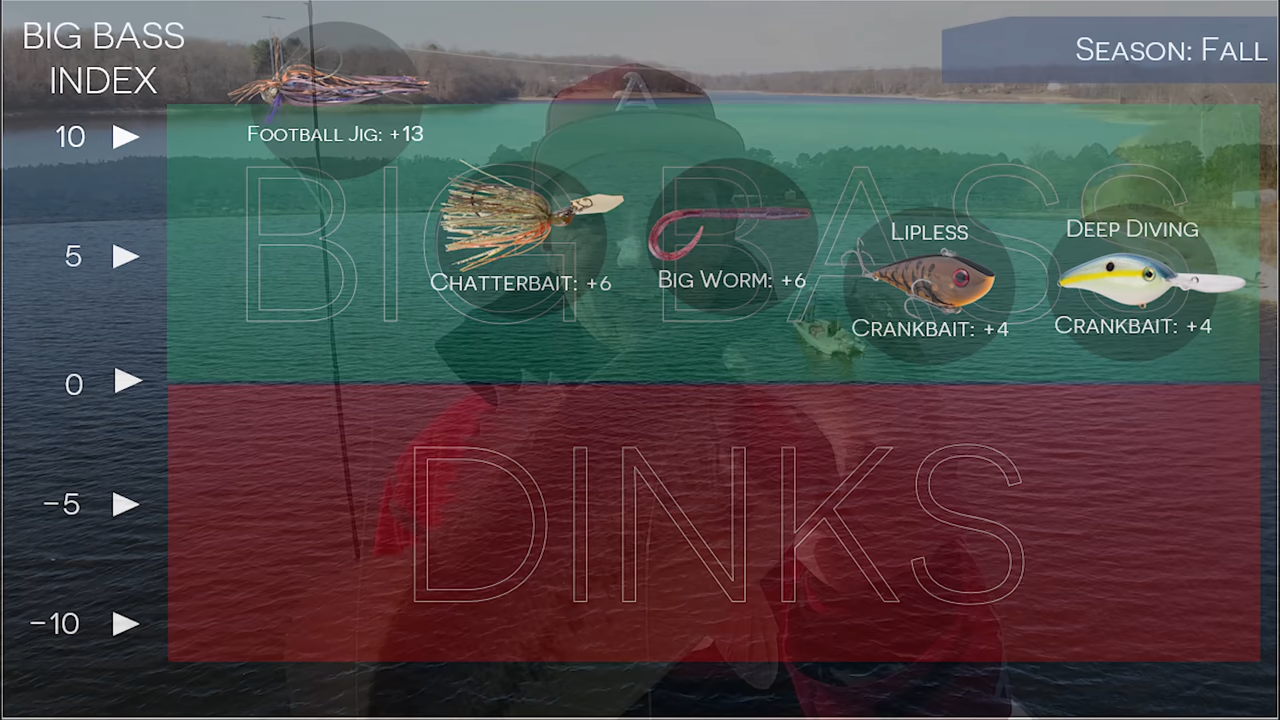 BIG BASS
INDEX
SEASON: FALL
10
FOOTBALL JIG: +13
BIG BASS
5
CHATTERBAIT: +6
BIG WORM: +6
LIPLESS
CRANKBAIT: +4
DEEP DIVING
CRANKBAIT: +4
0
DINKS
−5
−10
A